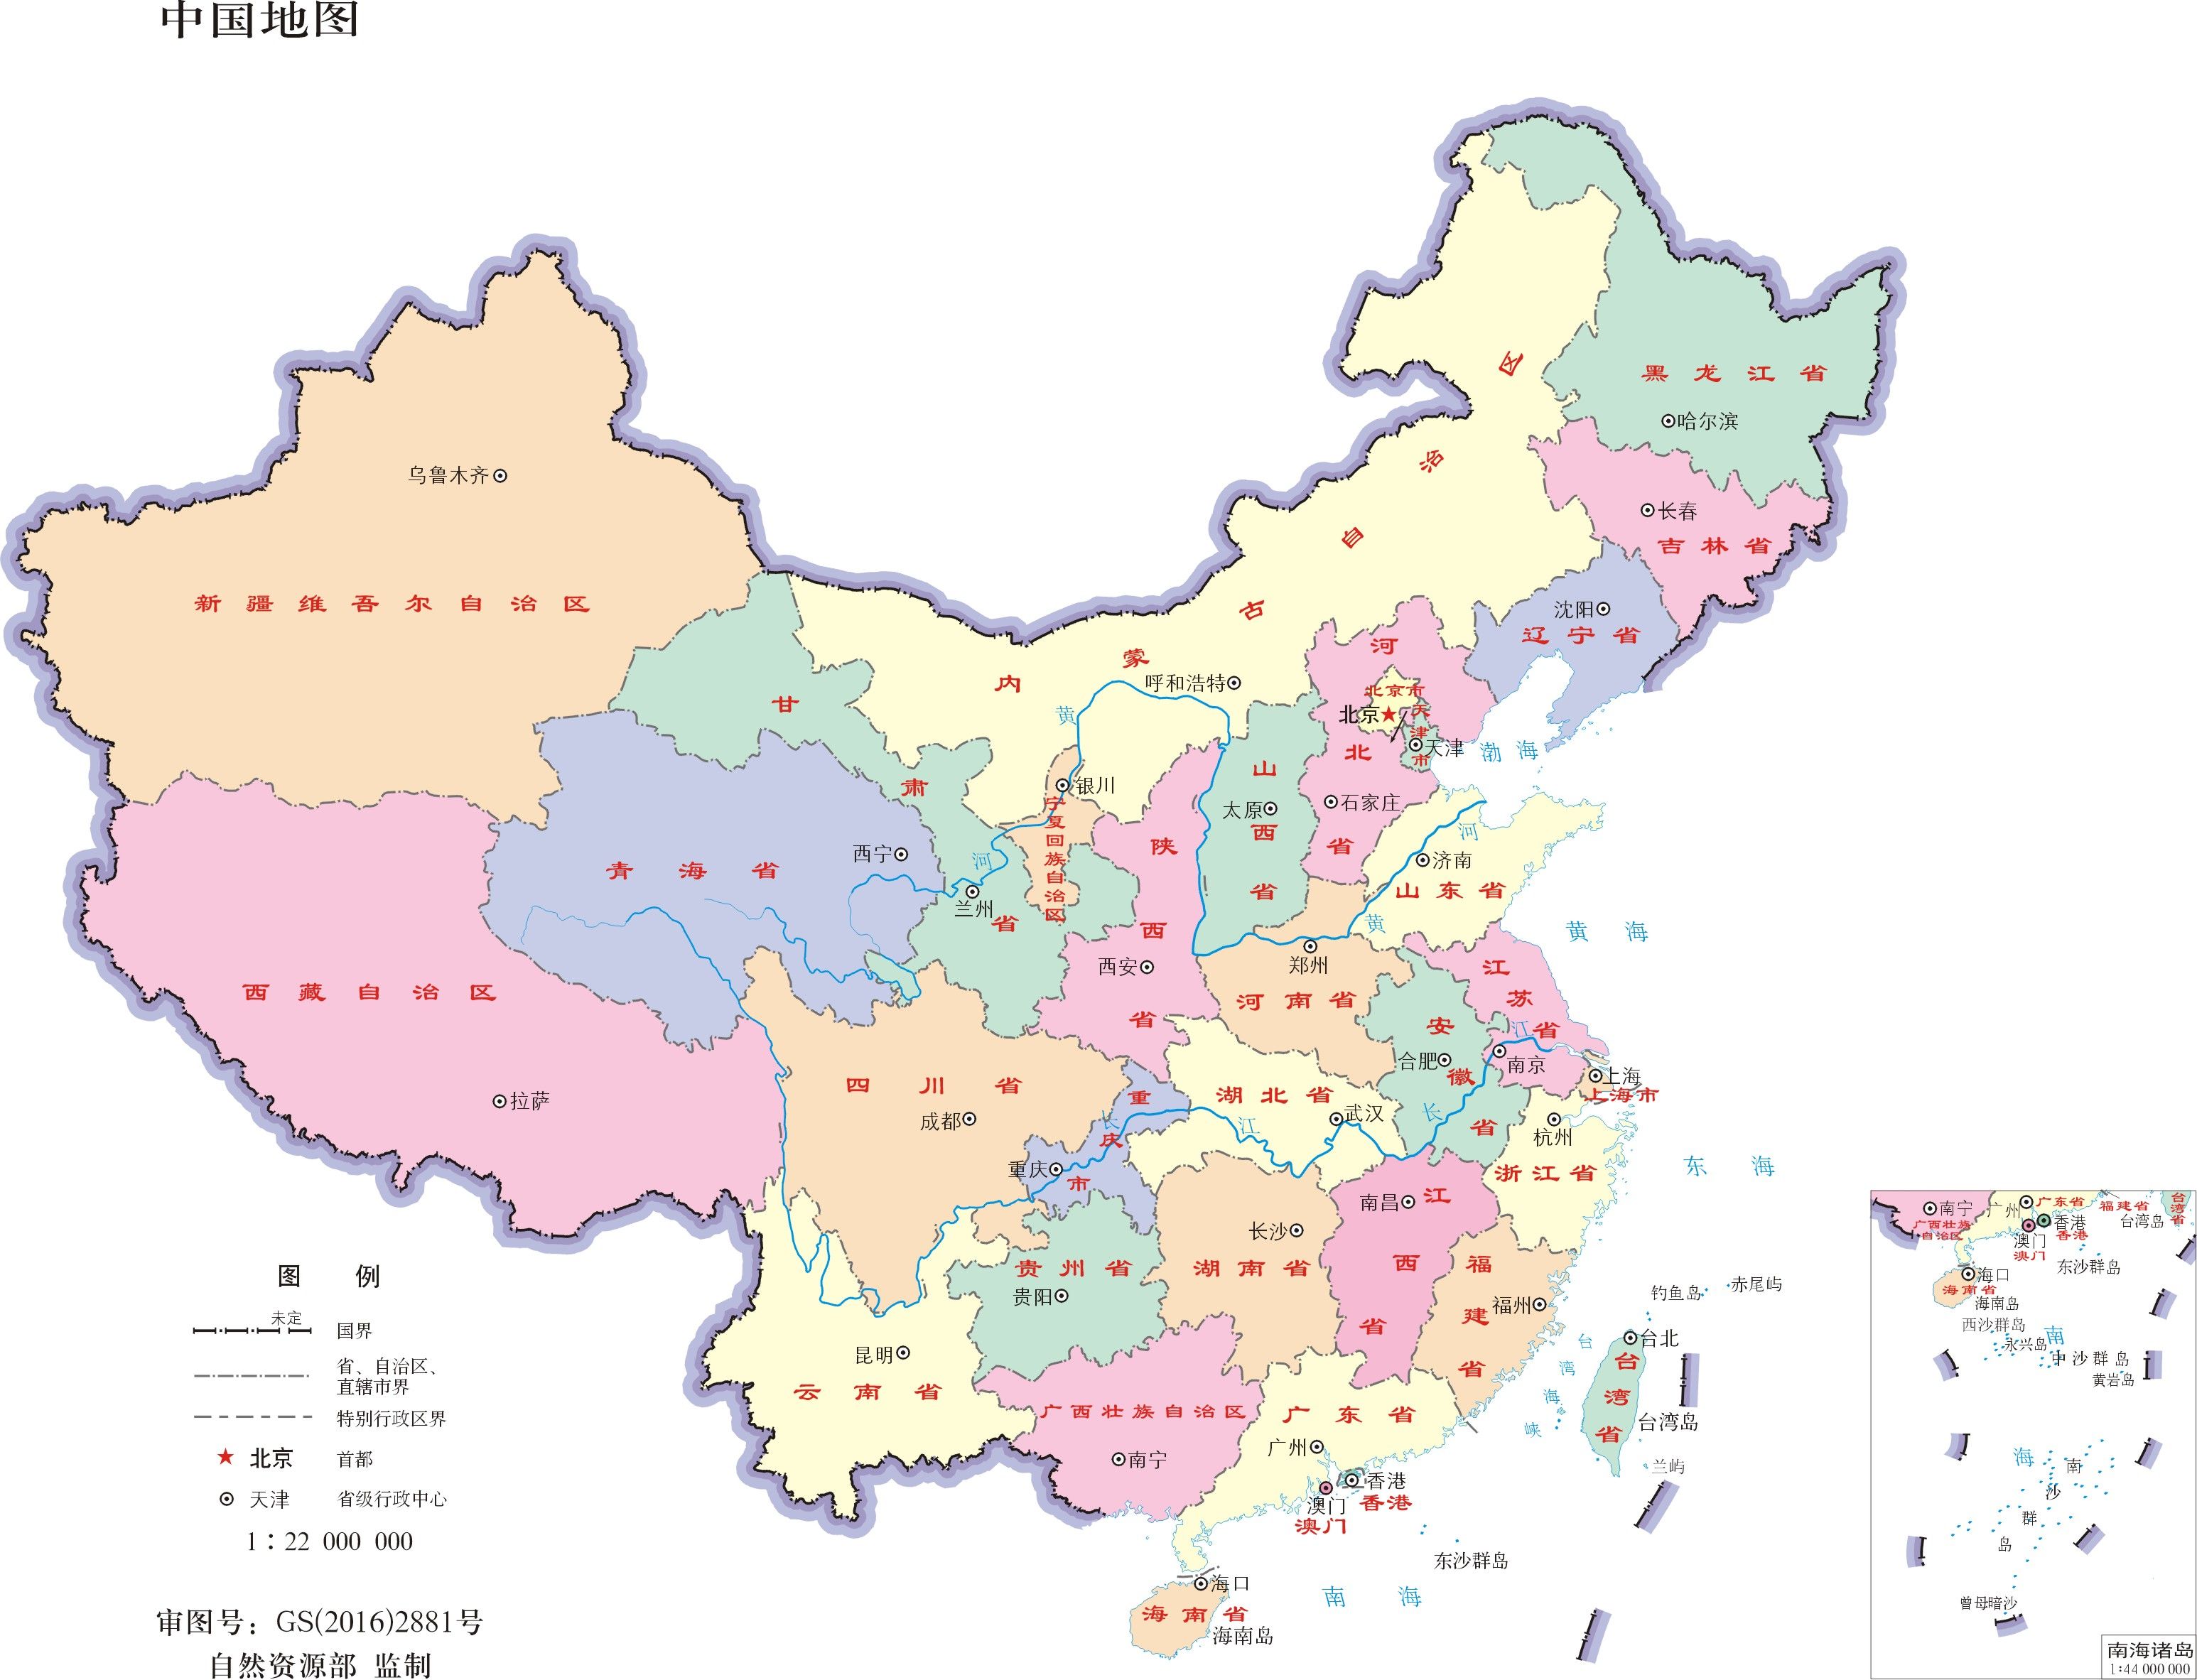 中国地图
黑龙江省
哈尔滨
长春
吉林省
沈阳
辽宁省
内蒙古自治区
呼和浩特
乌鲁木齐
新疆维吾尔自治区
甘肃省
兰州
青海省
西宁
银川
宁夏回族自治区
河北省
北京市
北京
天津市
天津
石家庄
山西省
太原
陕西省
西安
济南
山东省
郑州
河南省
江苏省
南京
安徽省
合肥
上海
上海市
杭州
浙江省
湖北省
武汉
重庆市
重庆
四川省
成都
西藏自治区
拉萨
南昌
江西省
长沙
湖南省
贵州省
贵阳
福建省
福州
昆明
云南省
广西壮族自治区
南宁
广东省
广州
香港
香港
澳门
澳门
海口
海南省
海南岛
台北
台湾省
台湾岛
钓鱼岛
赤尾屿
兰屿
东沙群岛
黄河
黄河
长江
长江
渤海
黄海
东海
南海
台湾海峡
图例
未定
国界
省、自治区、
直辖市界
特别行政区界
北京 首都
天津 省级行政中心
1:22 000 000
审图号:GS(2016)2881号
自然资源部 监制
南宁
广西壮族
自治区
广州
广东省
福建省
台湾省
台湾岛
香港
香港
澳门
澳门
东沙群岛
海口
海南省
海南岛
西沙群岛
永兴岛
中沙群岛
黄岩岛
南海
南沙群岛
曾母暗沙
南海诸岛
1:44 000 000